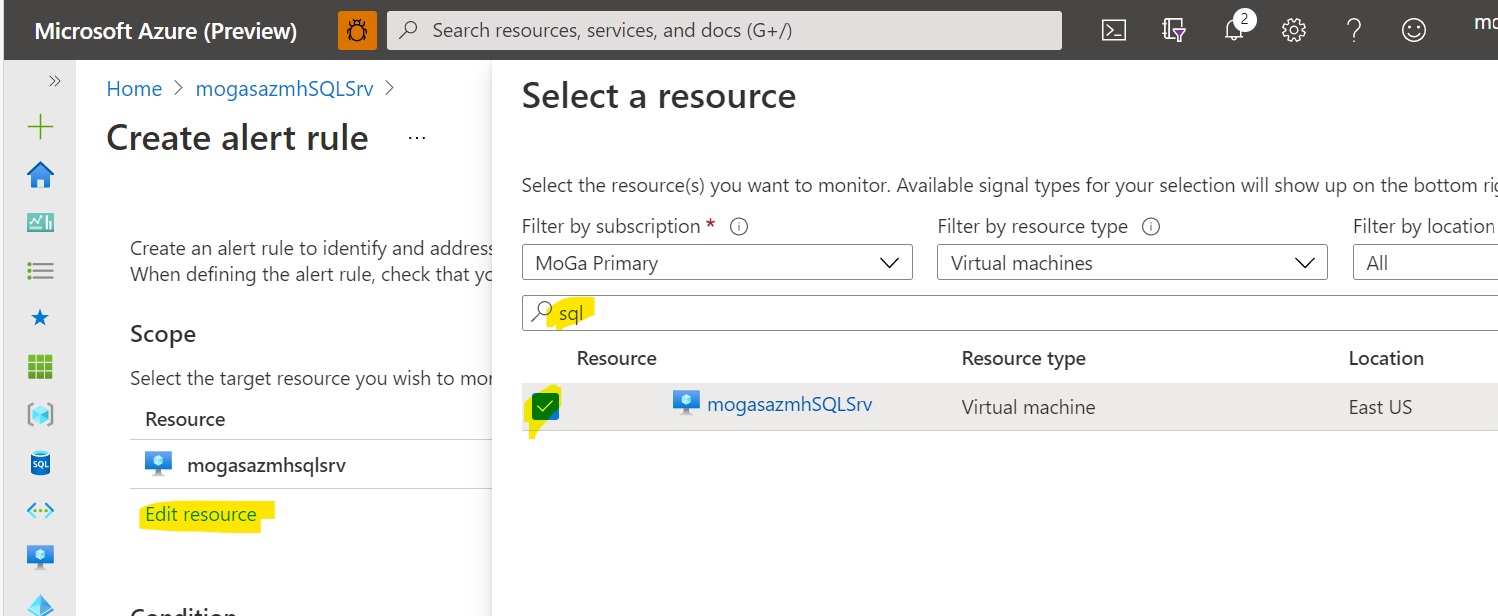 Microsoft Azure (Preview)
Search resources, services, and docs (G+/)
2
Home > mogasazmhSQLSrv >
Create alert rule
...
Create an alert rule to identify and address
When defining the alert rule, check that
Scope
Select the target resource you wish to
Resource
mogasazmhsqlsrv
Edit resource
Condition
Select a resource
Select the resource(s) you want to monitor. Available signal types for your selection will show up on the bottom
Filter by subscription *
Filter by resource type
Filter by location
MoGa Primary
Virtual machines
All
sql
Resource
Resource type
Location
mogasazmhSQLSrv
Virtual machine
East US
SQL